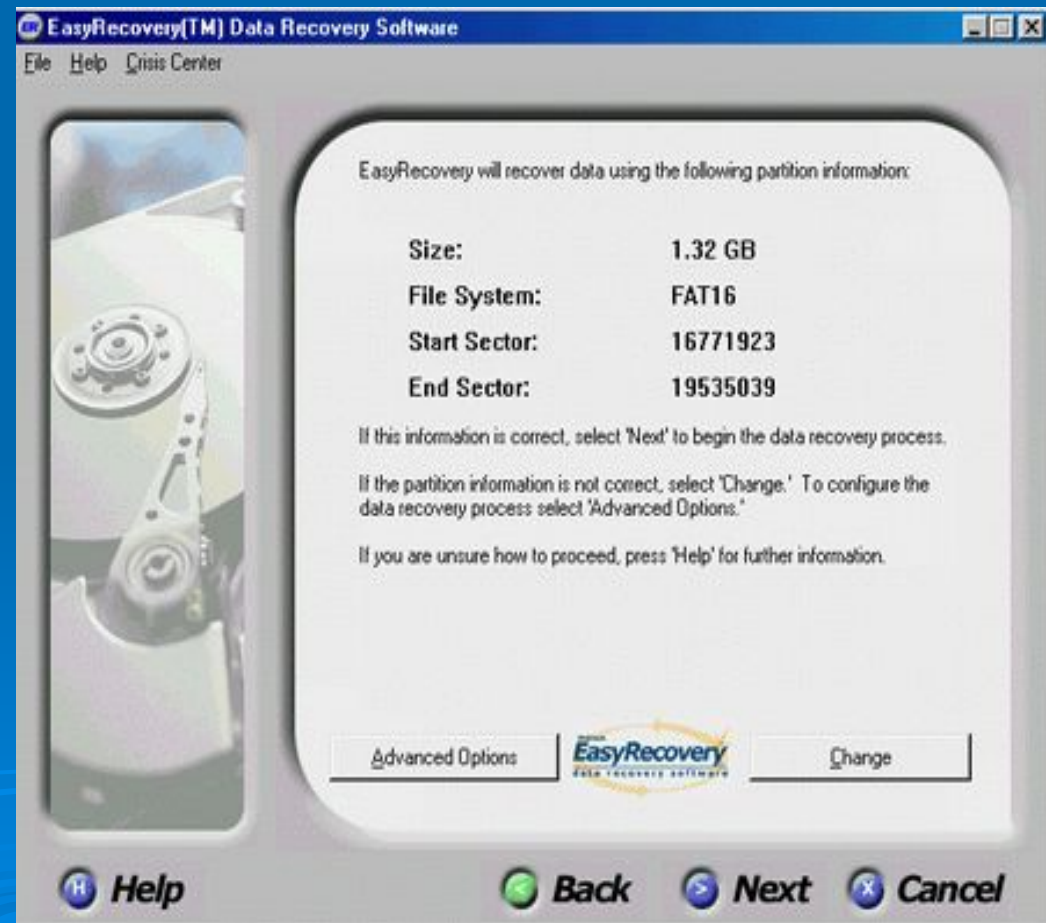 EasyRecovery(TM) Data Recovery Software
File Help Crisis Center
EasyRecovery will recover data using the following partition information:
Size: 1.32 GB
File System: FAT16
Start Sector: 16771923
End Sector: 19535039
If this information is correct, select 'Next' to begin the data recovery process.
If the partition information is not correct, select 'Change.' To configure the
data recovery process select 'Advanced Options.'
If you are unsure how to proceed, press 'Help' for further information.
Advanced Options
EasyRecovery
data recovery software
Change
H Help
Back
Next
X Cancel